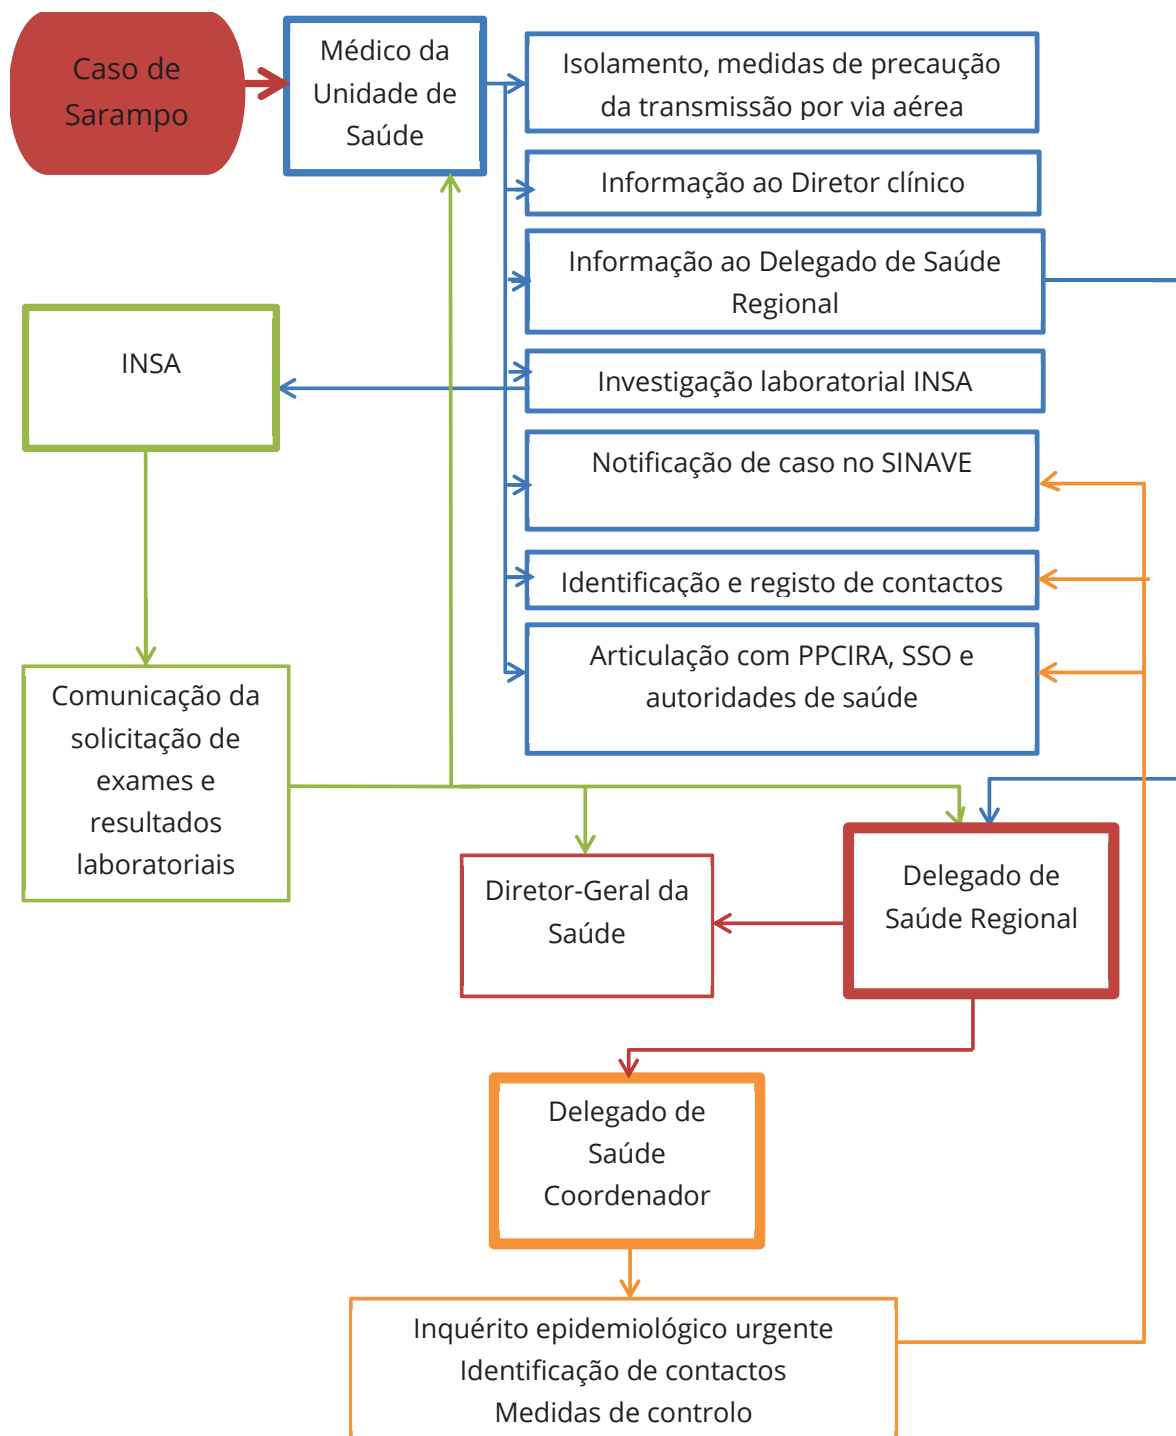 Caso de
Sarampo
Médico da
Unidade de
Saúde
Isolamento, medidas de precaução
da transmissão por via aérea
Informação ao Diretor clínico
Informação ao Delegado de Saúde
Regional
INSA
Investigação laboratorial INSA
Notificação de caso no SINAVE
Identificação e registo de contactos
Articulação com PPCIRA, SSO e
autoridades de saúde
Comunicação da
solicitação de
exames e
resultados
laboratoriais
Diretor-Geral da
Saúde
Delegado de
Saúde Regional
Delegado de
Saúde
Coordenador
Inquérito epidemiológico urgente
Identificação de contactos
Medidas de controlo